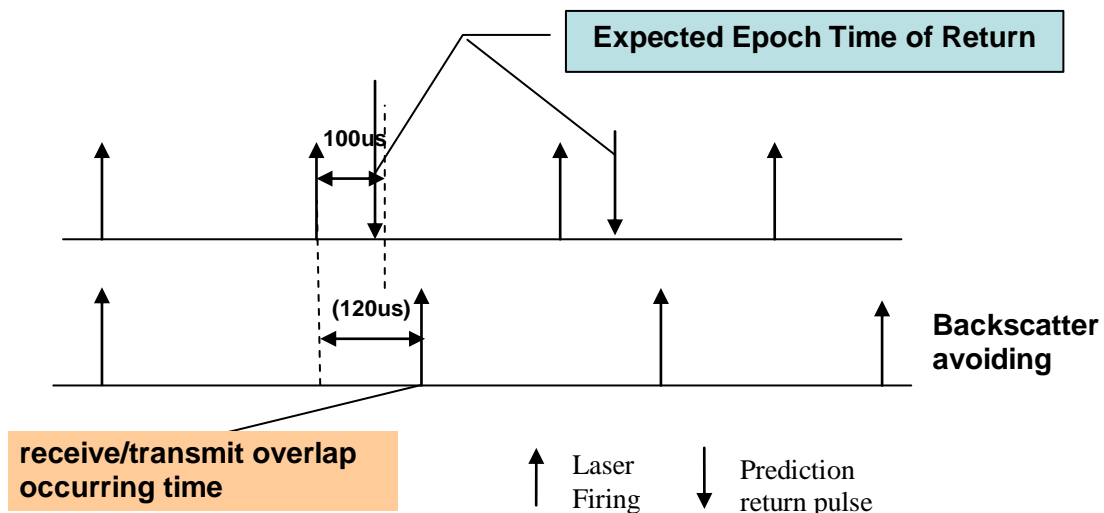 Expected Epoch Time of Return
100us
(120us)
Backscatter
avoiding
receive/transmit overlap
occurring time
Laser
Firing
Prediction
return pulse